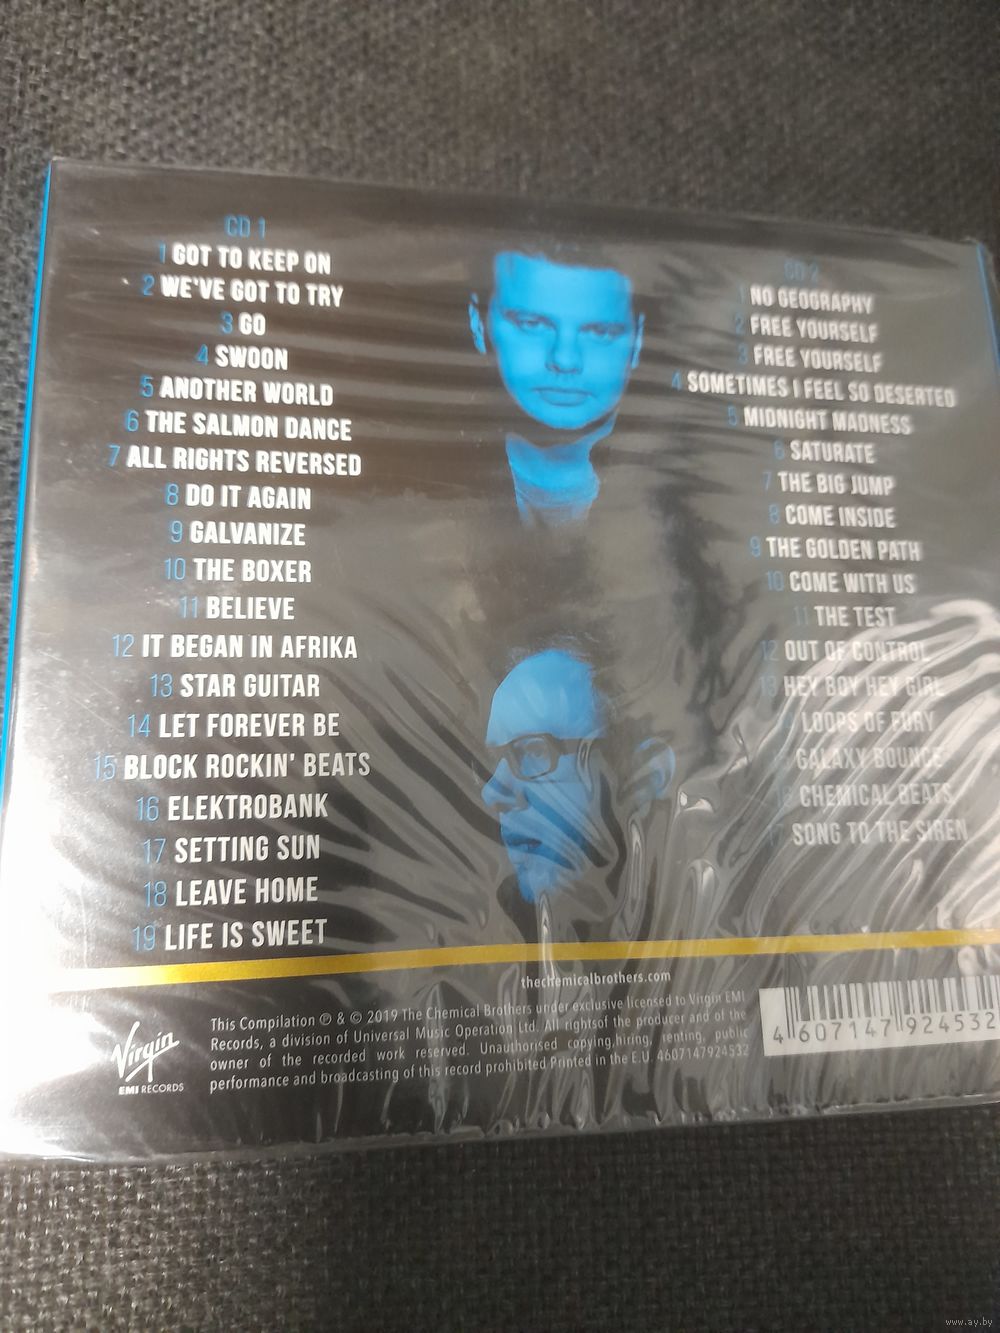 CD 1
1 GOT TO KEEP ON
2 WE'VE GOT TO TRY
3 GO
4 SWOON
5 ANOTHER WORLD
6 THE SALMON DANCE
7 ALL RIGHTS REVERSED
8 DO IT AGAIN
9 GALVANIZE
10 THE BOXER
11 BELIEVE
12 IT BEGAN IN AFRIKA
13 STAR GUITAR
14 LET FOREVER BE
15 BLOCK ROCKIN' BEATS
16 ELEKTROBANK
17 SETTING SUN
18 LEAVE HOME
19 LIFE IS SWEET
CD 2
1 NO GEOGRAPHY
2 FREE YOURSELF
3 FREE YOURSELF
4 SOMETIMES I FEEL SO DESERTED
5 MIDNIGHT MADNESS
6 SATURATE
7 THE BIG JUMP
8 COME INSIDE
9 THE GOLDEN PATH
10 COME WITH US
11 THE TEST
12 OUT OF CONTROL
13 HEY BOY HEY GIRL
LOOPS OF FURY
GALAXY BOUNCE
CHEMICAL BEATS
17 SONG TO THE SIREN
thechemicalbrothers.com
This Compilation ℗ & © 2019 The Chemical Brothers under exclusive licensed to Virgin EMI
Records, a division of Universal Music Operation Ltd. All rightsof the producer and of the
owner of the recorded work reserved. Unauthorised copying,hiring, renting, public
performance and broadcasting of this record prohibited Printed in the E.U. 4607147924532
Virgin
EMI RECORDS
4 607147 924532
www.ay.by